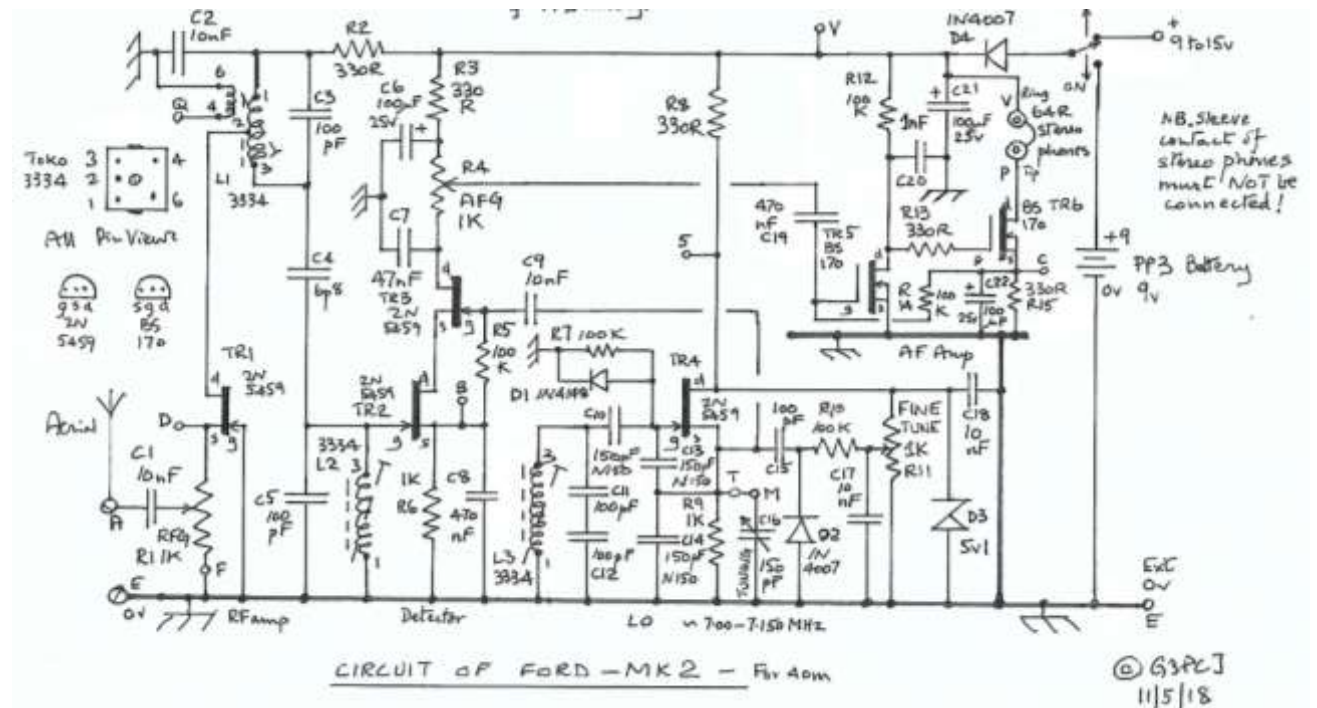 C2
10nF
R2
330R
R3
330
R
C6
100uF
25V
+
C3
100
pF
Q
6
4
1
2
3
L1
3334
Toko
3334
3
2
1
4
6
All Pin Views
g s d
2N
5459
s g d
BS
170
R4
AFG
1K
C7
47nF
TR3
2N
5459
d
s
g
C9
10nF
C4
6p8
R5
100
K
R8
330R
V
1N4007
D4
+
9 to 15v
ON
R12
100
K
1nF
C20
+
C21
100uF
25v
V
Ring
64R
stereo
phones
P
Tip
NB. Sleeve
contact of
stereo phones
must NOT be
connected!
470
nF
C19
TR5
BS
170
d
s
g
R13
330R
BS
170
TR6
d
g
s
C
R
14
100
K
+
C22
25v
100
uF
330R
R15
+9
0v
PP3 Battery
9v
AF Amp
S
R7 100K
D1 1N4148
TR4
2N
5459
d
g
s
TR1
2N
5459
d
s
g
D
Aerial
C1
10nF
A
RFG
R1 1K
F
E
0v
RF amp
C5
100
pF
2N
5459
TR2
g
s
B
3334
L2
3
1
1K
R6
C8
470
nF
Detector
L3
3334
2
1
C10
150pF
N150
C11
100pF
100pF
C12
C13
150pF
N150
C14
150pF
N150
R9
1K
T
M
TUNING
C16
150
pF
100
pF
C15
R10
100K
D2
1N
4007
C17
10
nF
FINE
TUNE
1K
R11
C18
10
nF
D3
5v1
LO ~ 7.00-7.150 MHz
Ext
0v
E
CIRCUIT OF FORD - MK2 - For 40m
© G3PCJ
11/5/18